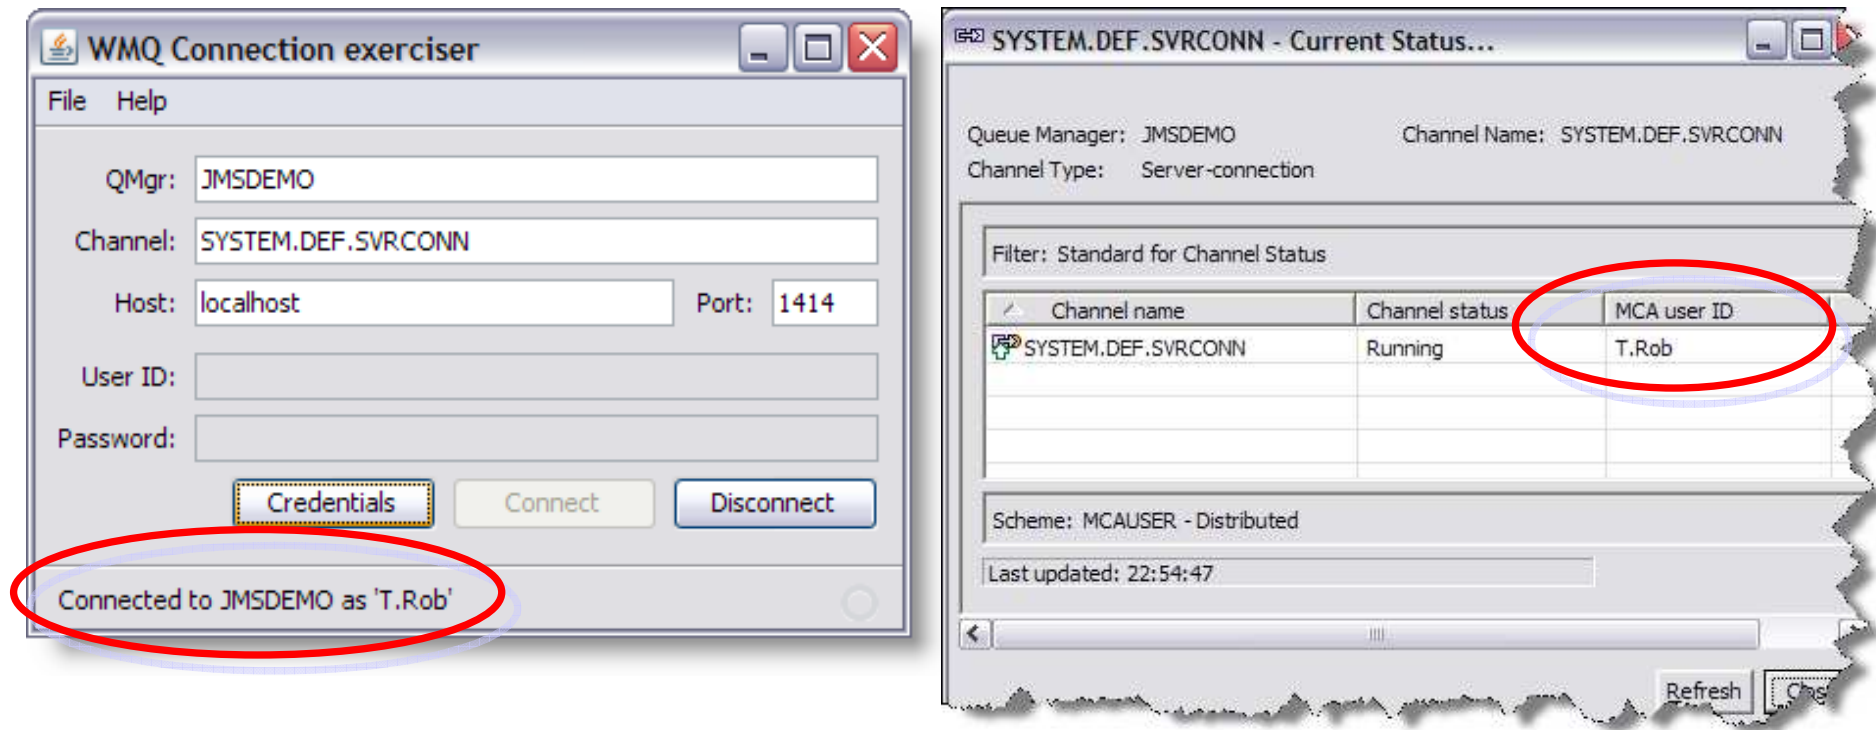 WMQ Connection exerciser
File Help
QMgr: JMSDEMO
Channel: SYSTEM.DEF.SVRCONN
Host: localhost Port: 1414
User ID:
Password:
Credentials Connect Disconnect
Connected to JMSDEMO as 'T.Rob'
SYSTEM.DEF.SVRCONN - Current Status...
Queue Manager: JMSDEMO Channel Name: SYSTEM.DEF.SVRCONN
Channel Type: Server-connection
Filter: Standard for Channel Status
Channel name Channel status MCA user ID
SYSTEM.DEF.SVRCONN Running T.Rob
Scheme: MCAUSER - Distributed
Last updated: 22:54:47
Refresh